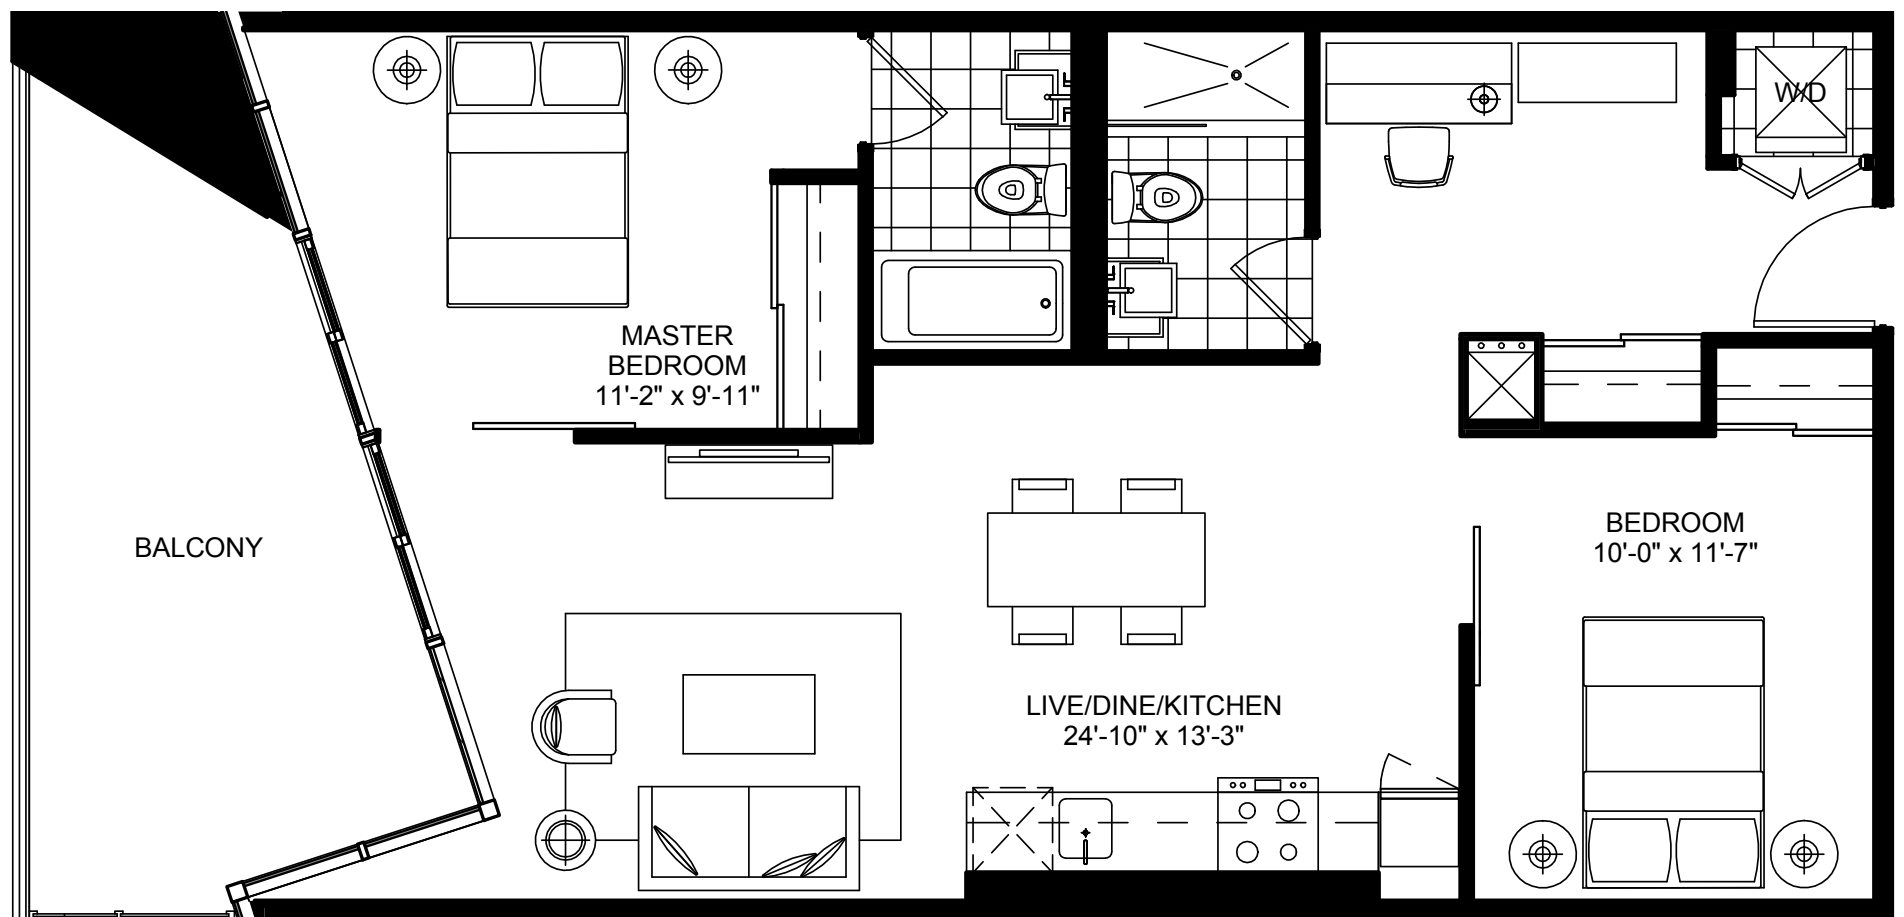 W/D
MASTER
BEDROOM
11'-2" x 9'-11"
BALCONY
BEDROOM
10'-0" x 11'-7"
LIVE/DINE/KITCHEN
24'-10" x 13'-3"